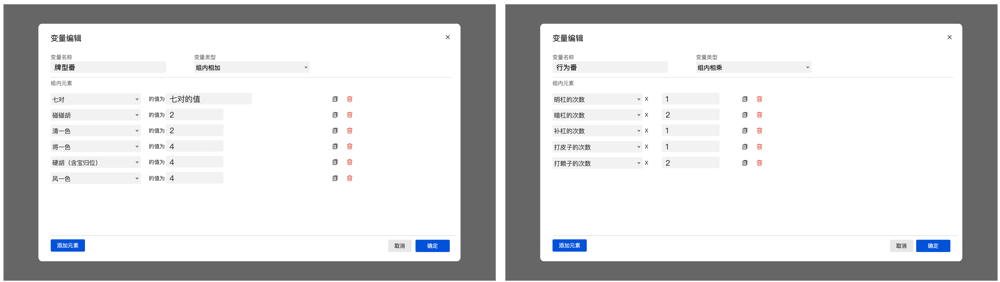 变量编辑
变量名称 变量类型
牌型番 组内相加
组内元素
七对 的值为 七对的值
碰碰胡 的值为 2
清一色 的值为 2
将一色 的值为 4
硬胡（含宝归位） 的值为 4
风一色 的值为 4
添加元素 取消 确定
变量编辑
变量名称 变量类型
行为番 组内相乘
组内元素
明杠的次数 X 1
暗杠的次数 X 2
补杠的次数 X 1
打皮子的次数 X 1
打赖子的次数 X 2
添加元素 取消 确定